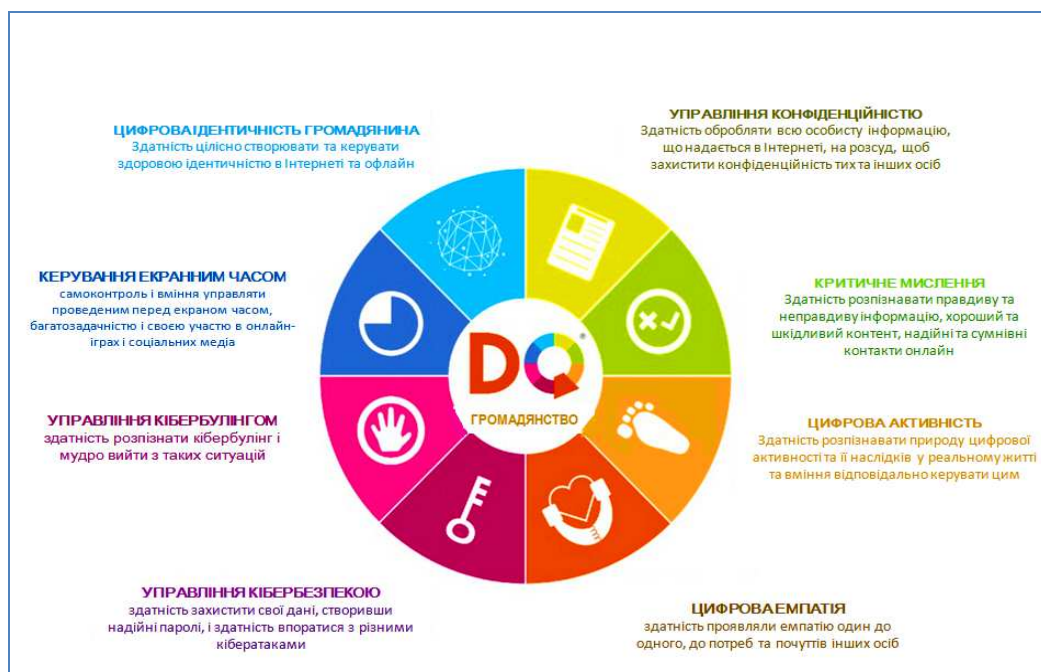 ЦИФРОВА ІДЕНТИЧНІСТЬ ГРОМАДЯНИНА
Здатність цілісно створювати та керувати
здоровою ідентичністю в Інтернеті та офлайн
УПРАВЛІННЯ КОНФІДЕНЦІЙНІСТЮ
Здатність обробляти всю особисту інформацію,
що надається в Інтернеті, на розсуд, щоб
захистити конфіденційність тих та інших осіб
КЕРУВАННЯ ЕКРАННИМ ЧАСОМ
самоконтроль і вміння управляти
проведеним перед екраном часом,
багатозадачністю і своєю участю в онлайн-
іграх і соціальних медіа
КРИТИЧНЕ МИСЛЕННЯ
Здатність розпізнавати правдиву та
неправдиву інформацію, хороший та
шкідливий контент, надійні та сумнівні
контакти онлайн
DQ®
ГРОМАДЯНСТВО
УПРАВЛІННЯ КІБЕРБУЛІНГОМ
здатність розпізнати кібербулінг і
мудро вийти з таких ситуацій
ЦИФРОВА АКТИВНІСТЬ
Здатність розпізнавати природу цифрової
активності та її наслідків у реальному житті
та вміння відповідально керувати цим
УПРАВЛІННЯ КІБЕРБЕЗПЕКОЮ
здатність захистити свої дані, створивши
надійні паролі, і здатність впоратися з різними
кібератаками
ЦИФРОВА ЕМПАТІЯ
здатність проявляли емпатію один до
одного, до потреб та почуттів інших осіб